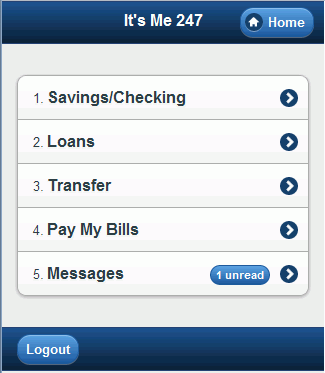 It's Me 247
Home
1. Savings/Checking
2. Loans
3. Transfer
4. Pay My Bills
5. Messages 1 unread
Logout